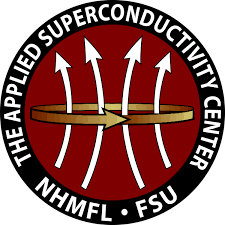 THE APPLIED SUPERCONDUCTIVITY CENTER
NHMFL • FSU